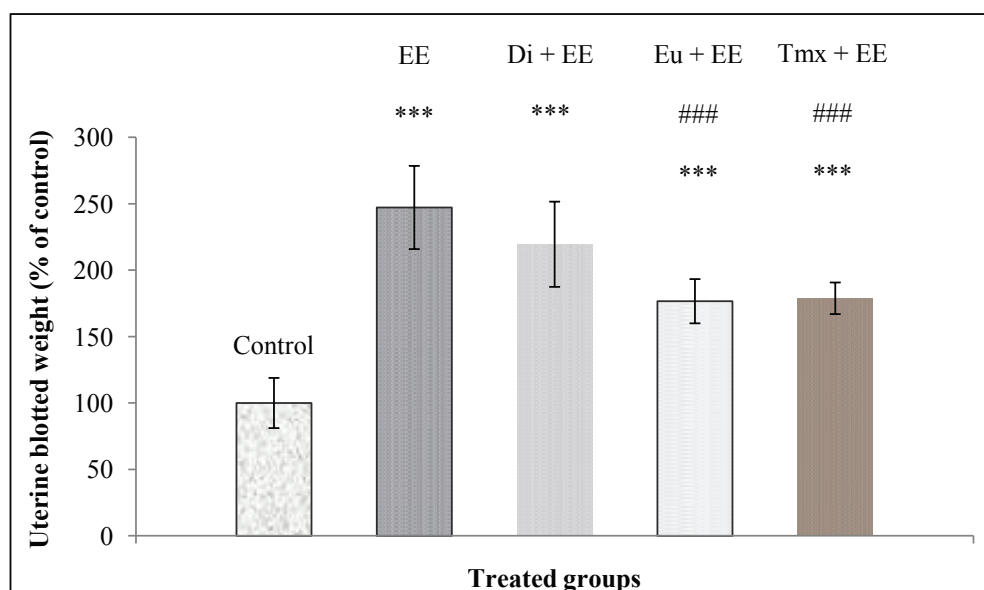 EE Di + EE Eu + EE Tmx + EE
*** *** ### ###
*** ***
Uterine blotted weight (% of control)
300
250
200
150
100
50
0
Control
Treated groups